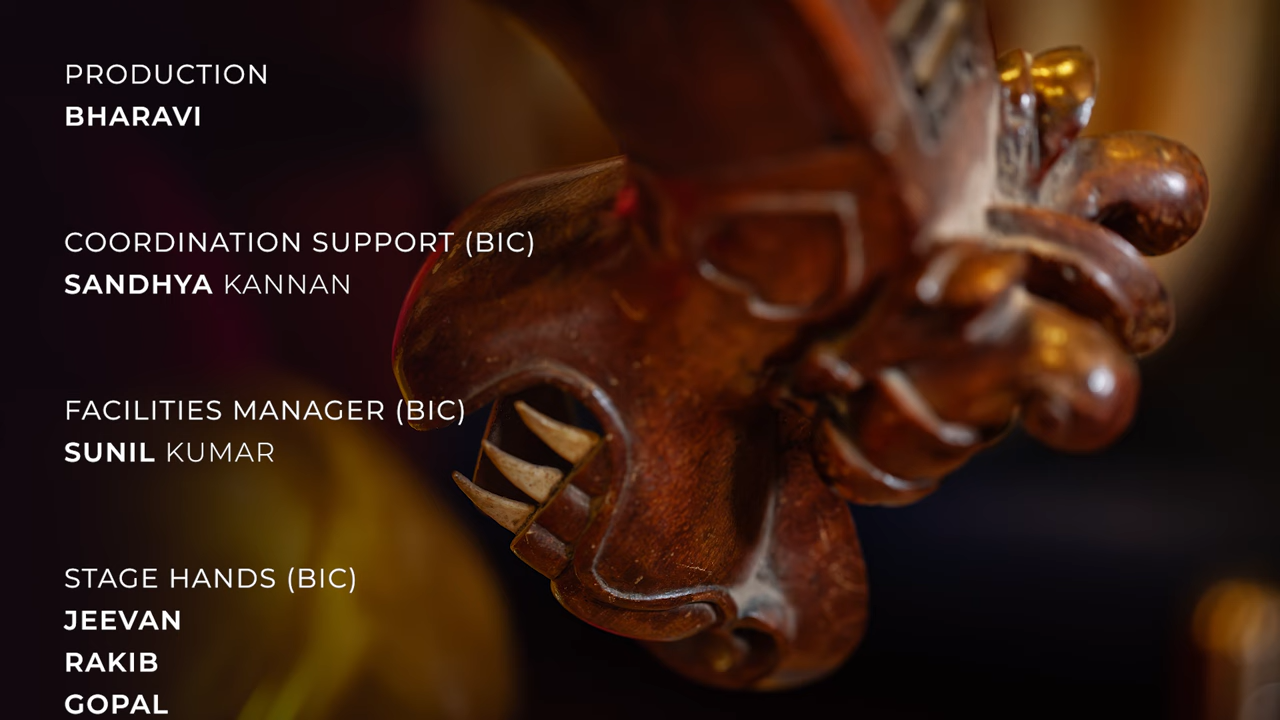 PRODUCTION
BHARAVI
COORDINATION SUPPORT (BIC)
SANDHYA KANNAN
FACILITIES MANAGER (BIC)
SUNIL KUMAR
STAGE HANDS (BIC)
JEEVAN
RAKIB
GOPAL